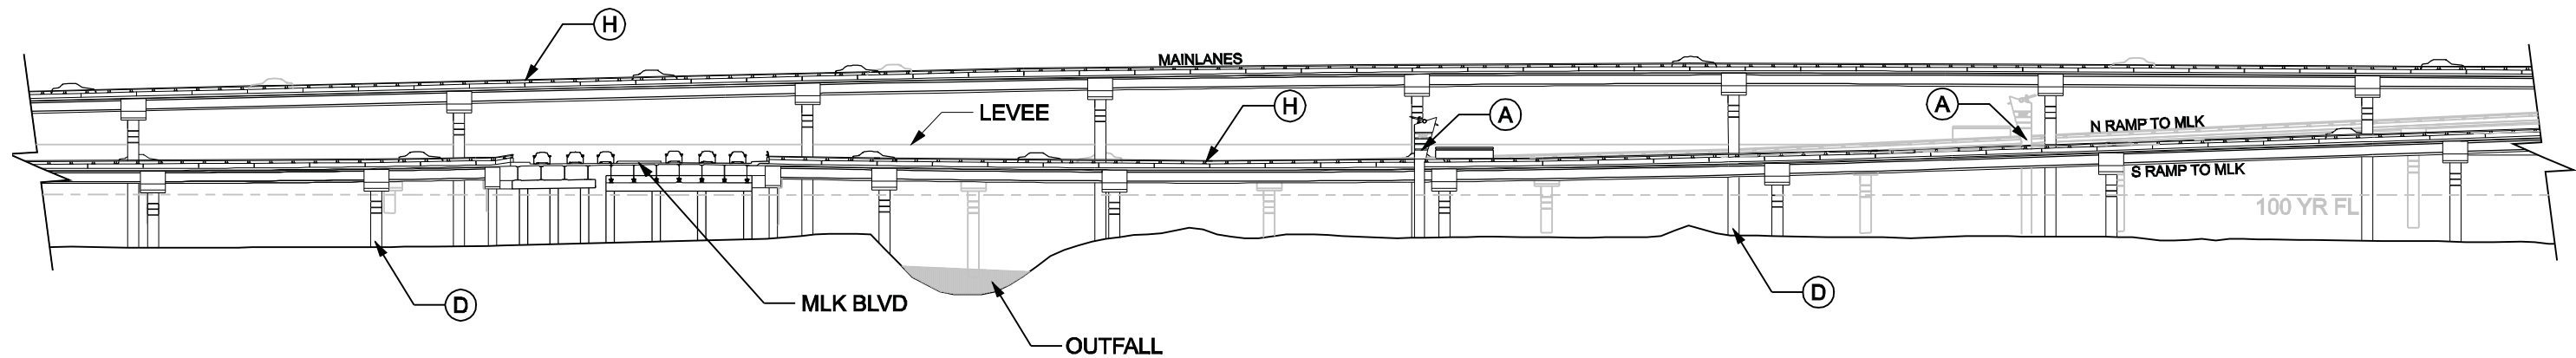 H
MAINLANES
LEVEE
H
A
A
N RAMP TO MLK
S RAMP TO MLK
100 YR FL
D
MLK BLVD
D
OUTFALL